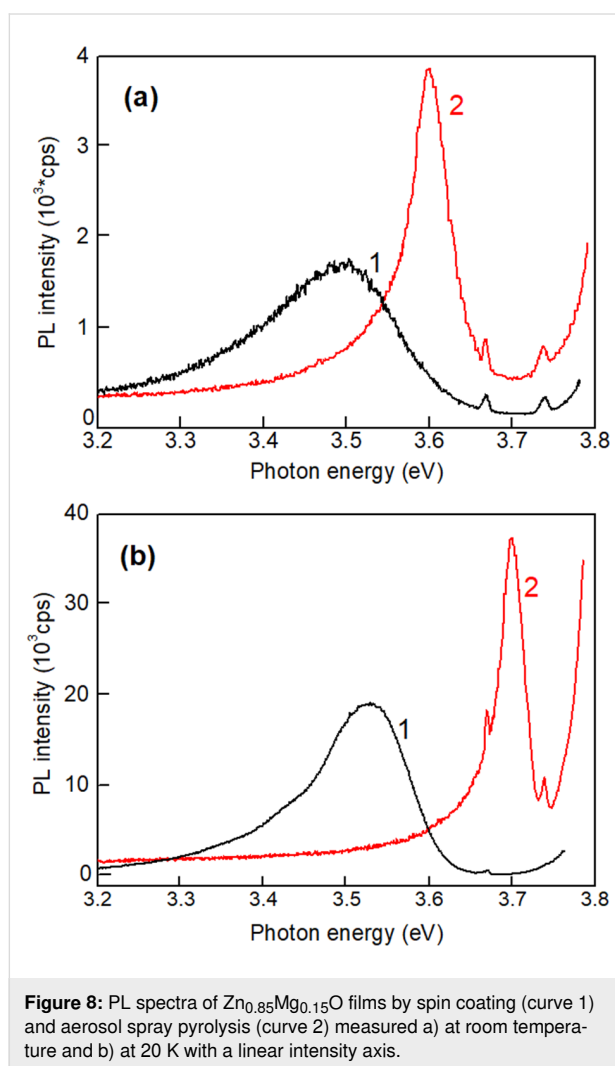 4
(a)
2
3
PL intensity (10³*cps)
2
1
1
0
3.2 3.3 3.4 3.5 3.6 3.7 3.8
Photon energy (eV)
40
(b)
2
30
PL intensity (10³cps)
1
20
10
0
3.2 3.3 3.4 3.5 3.6 3.7 3.8
Photon energy (eV)
Figure 8: PL spectra of Zn₀.₈₅Mg₀.₁₅O films by spin coating (curve 1)
and aerosol spray pyrolysis (curve 2) measured a) at room tempera-
ture and b) at 20 K with a linear intensity axis.